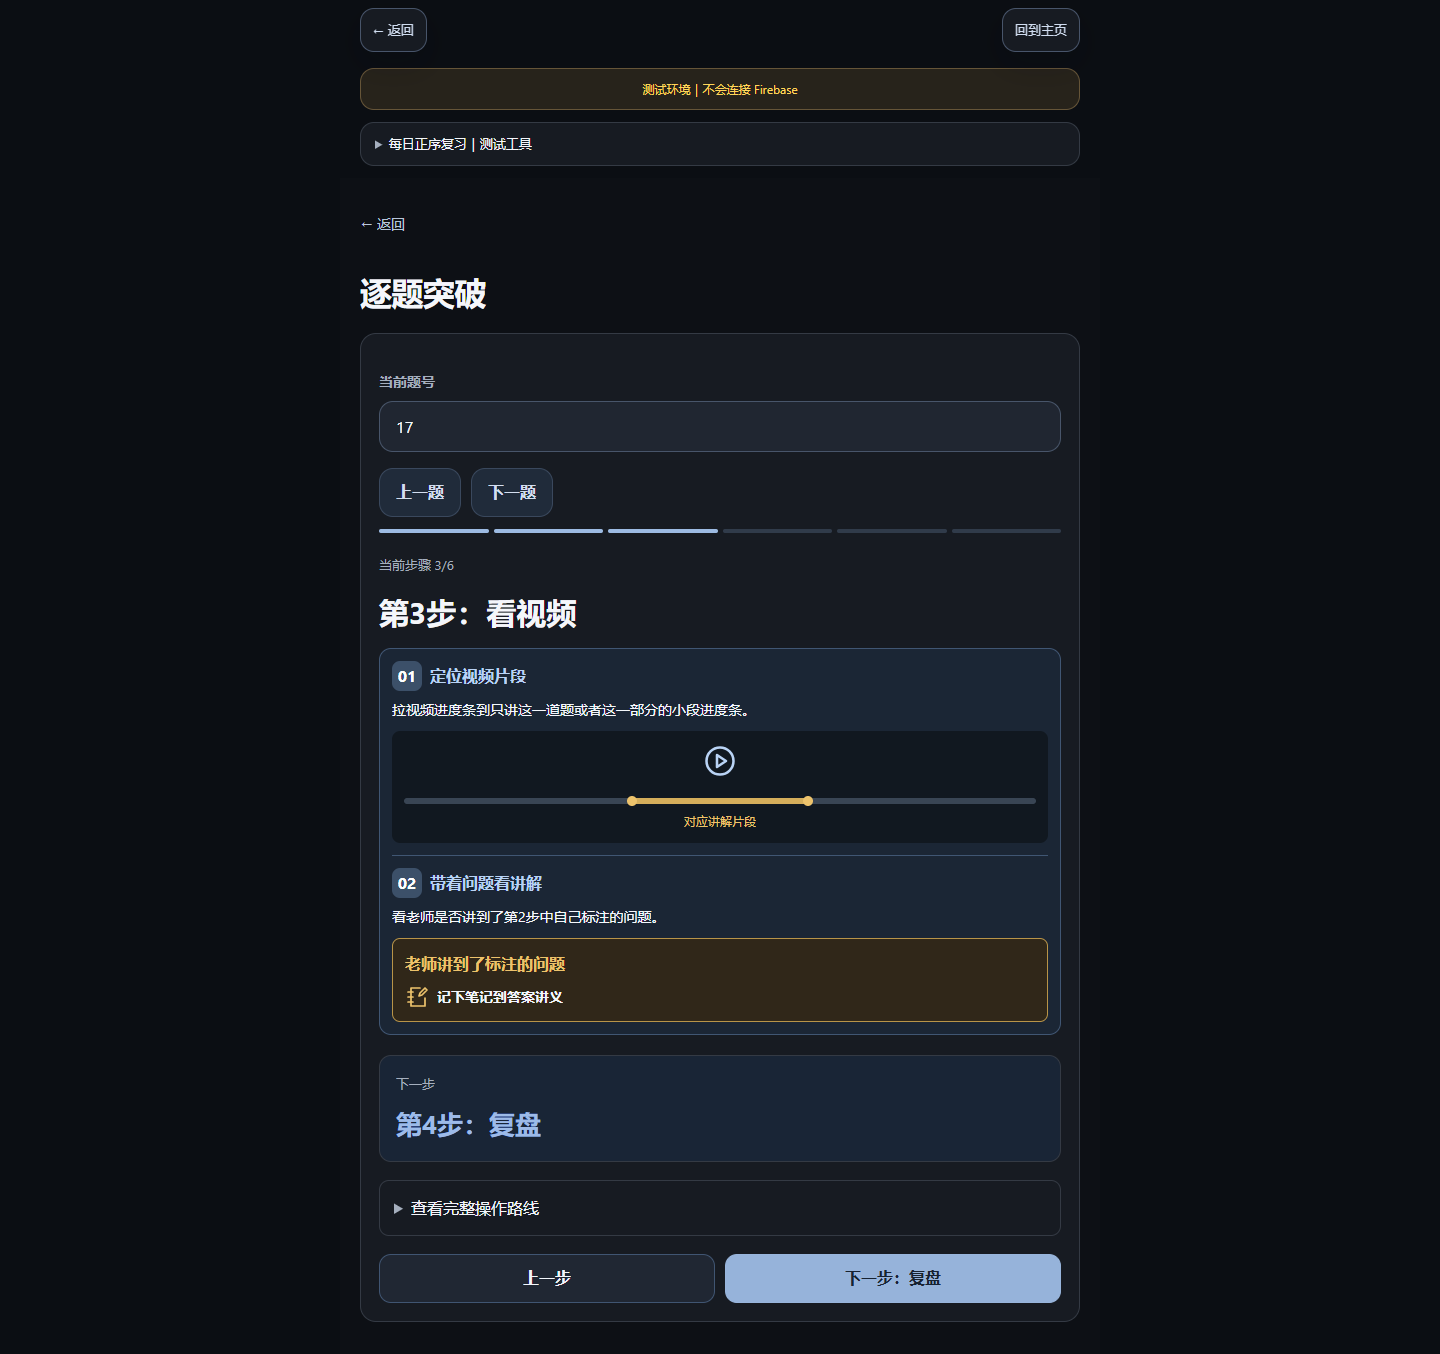 ← 返回
回到主页
测试环境 | 不会连接 Firebase
▶ 每日正序复习 | 测试工具
← 返回
逐题突破
当前题号
17
上一题
下一题
当前步骤 3/6
第3步：看视频
01 定位视频片段
拉视频进度条到只讲这一道题或者这一部分的小段进度条。
对应讲解片段
02 带着问题看讲解
看老师是否讲到了第2步中自己标注的问题。
老师讲到了标注的问题
记下笔记到答案讲义
下一步
第4步：复盘
▶ 查看完整操作路线
上一步
下一步：复盘